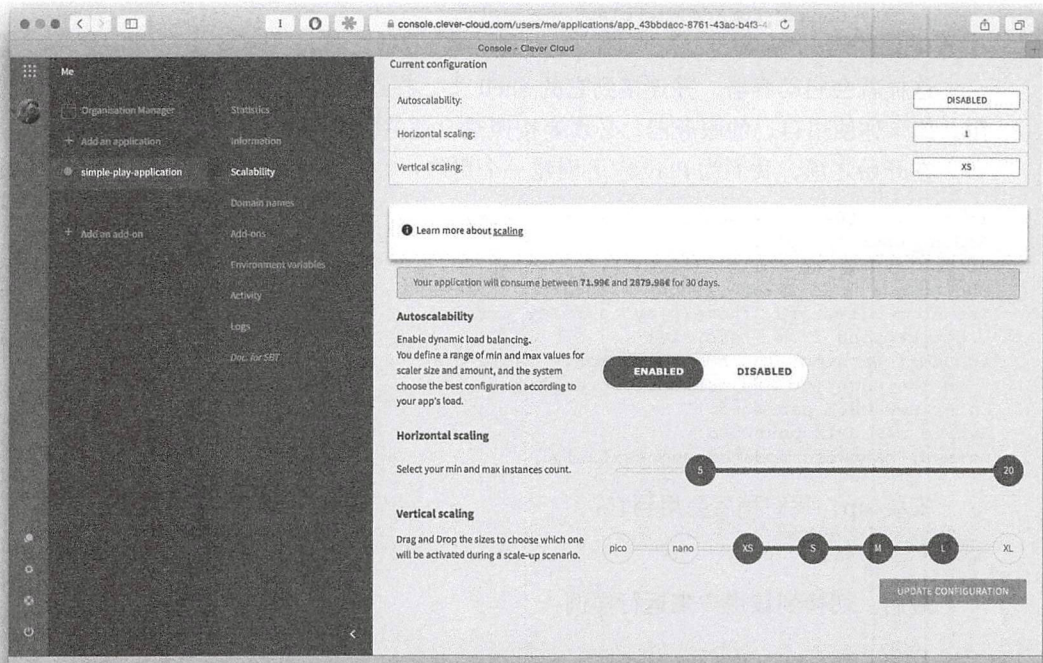 1
console.clever-cloud.com/users/me/applications/app_43bbdacc-8761-43ac-b4f3-4
Console - Clever Cloud
Me
Organisation Manager
+ Add an application
simple-play-application
+ Add an add-on
Statistics
Information
Scalability
Domain names
Add-ons
Environment variables
Activity
Logs
Doc. for SBT
Current configuration
Autoscalability:
DISABLED
Horizontal scaling:
1
Vertical scaling:
XS
Learn more about scaling
Your application will consume between 71.99€ and 2879.98€ for 30 days.
Autoscalability
Enable dynamic load balancing.
You define a range of min and max values for
scaler size and amount, and the system
choose the best configuration according to
your app's load.
ENABLED
DISABLED
Horizontal scaling
Select your min and max instances count.
5
20
Vertical scaling
Drag and Drop the sizes to choose which one
will be activated during a scale-up scenario.
pico
nano
XS
S
M
L
XL
UPDATE CONFIGURATION